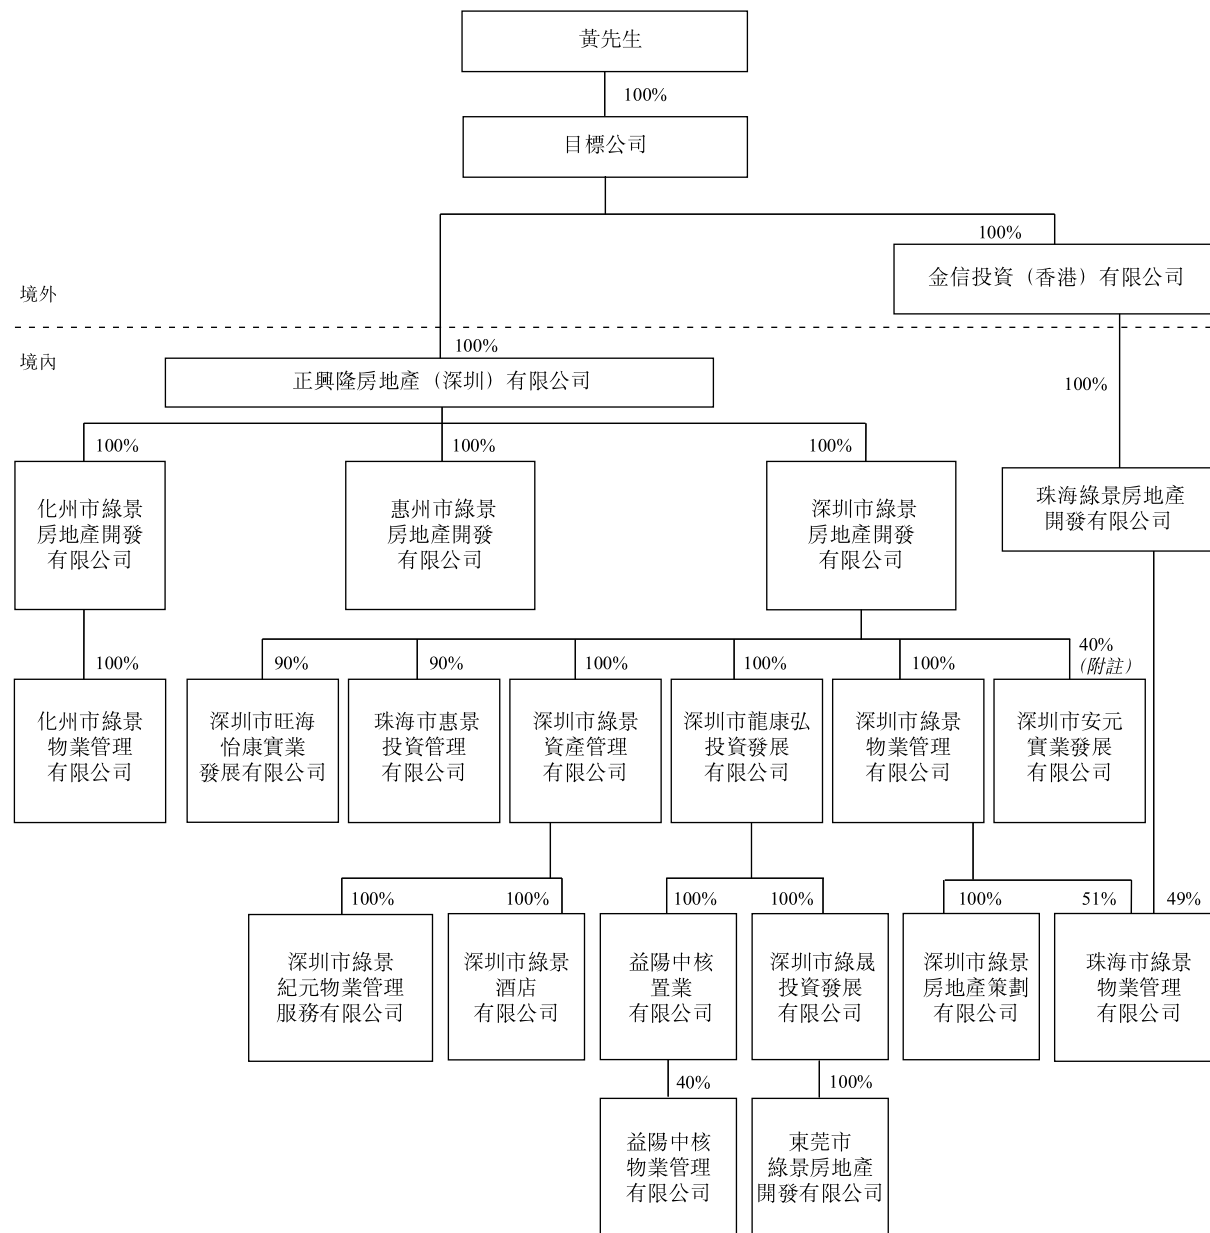 黃先生
100%
目標公司
100%
金信投資（香港）有限公司
境外
境內
100%
正興隆房地產（深圳）有限公司
100%
100%
100%
100%
化州市綠景
房地產開發
有限公司
惠州市綠景
房地產開發
有限公司
深圳市綠景
房地產開發
有限公司
珠海綠景房地產
開發有限公司
100%
90%
90%
100%
100%
100%
40%
(附註)
化州市綠景
物業管理
有限公司
深圳市旺海
怡康實業
發展有限公司
珠海市惠景
投資管理
有限公司
深圳市綠景
資產管理
有限公司
深圳市龍康弘
投資發展
有限公司
深圳市綠景
物業管理
有限公司
深圳市安元
實業發展
有限公司
100%
100%
100%
100%
100%
51%
49%
深圳市綠景
紀元物業管理
服務有限公司
深圳市綠景
酒店
有限公司
益陽中核
置業
有限公司
深圳市綠晟
投資發展
有限公司
深圳市綠景
房地產策劃
有限公司
珠海市綠景
物業管理
有限公司
40%
100%
益陽中核
物業管理
有限公司
東莞市
綠景房地產
開發有限公司